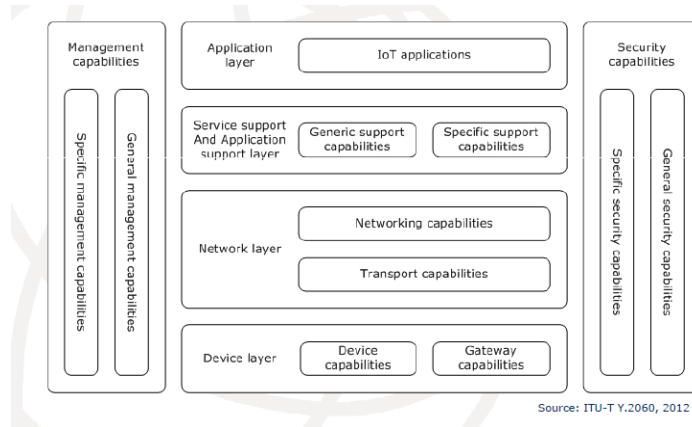 Management
capabilities
Specific management capabilities
General management capabilities
Application
layer
IoT applications
Service support
And Application
support layer
Generic support
capabilities
Specific support
capabilities
Network layer
Networking capabilities
Transport capabilities
Device layer
Device
capabilities
Gateway
capabilities
Security
capabilities
Specific security capabilities
General security capabilities
Source: ITU-T Y.2060, 2012